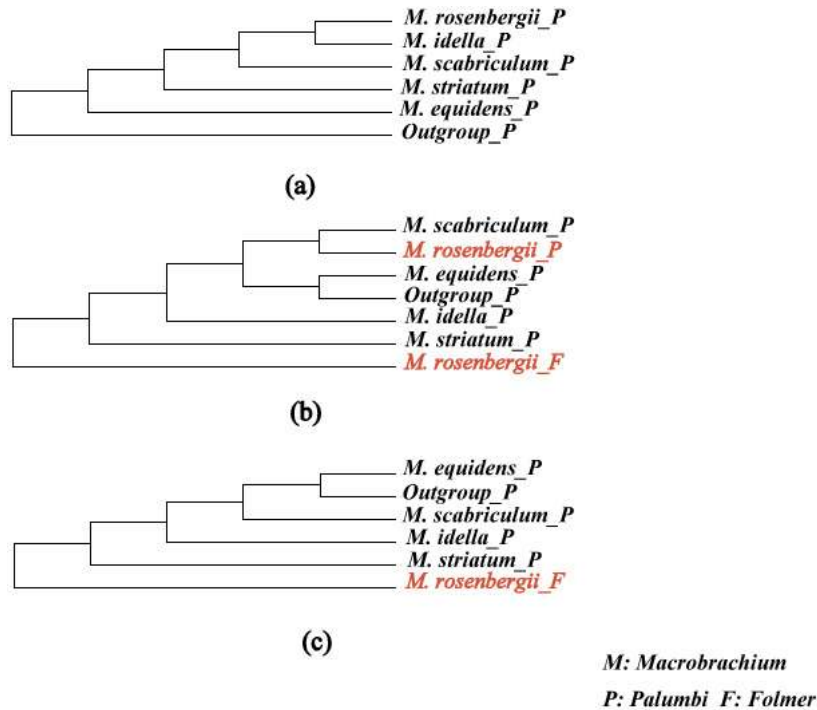 M. rosenbergii_P
M. idella_P
M. scabriculum_P
M. striatum_P
M. equidens_P
Outgroup_P
(a)
M. scabriculum_P
M. rosenbergii_P
M. equidens_P
Outgroup_P
M. idella_P
M. striatum_P
M. rosenbergii_F
(b)
M. equidens_P
Outgroup_P
M. scabriculum_P
M. idella_P
M. striatum_P
M. rosenbergii_F
(c)
M: Macrobrachium
P: Palumbi F: Folmer